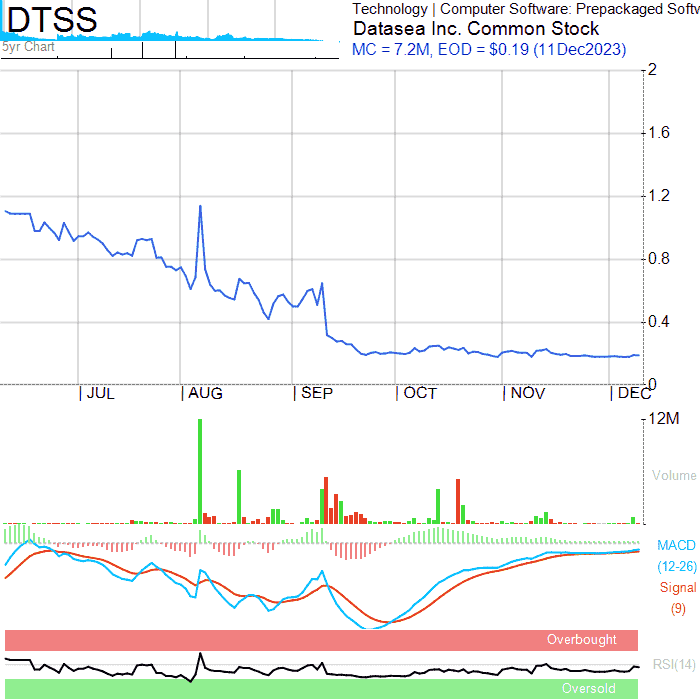 DTSS
Technology | Computer Software: Prepackaged Softw
Datasea Inc. Common Stock
5yr Chart
MC = 7.2M, EOD = $0.19 (11Dec2023)
2
1.6
1.2
0.8
0.4
0
| JUL | AUG | SEP | OCT | NOV | DEC
12M
Volume
MACD
(12-26)
Signal
(9)
Overbought
RSI(14)
Oversold